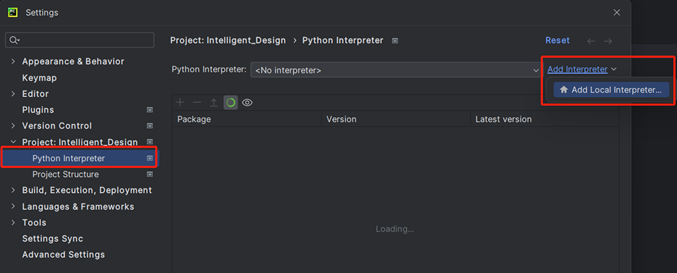 Settings
Project: Intelligent_Design › Python Interpreter
Reset
Appearance & Behavior
Python Interpreter: <No interpreter>
Add Interpreter
Keymap
Add Local Interpreter...
Editor
Plugins
Package Version Latest version
Version Control
Project: Intelligent_Design
Python Interpreter
Project Structure
Build, Execution, Deployment
Languages & Frameworks
Tools
Loading...
Settings Sync
Advanced Settings